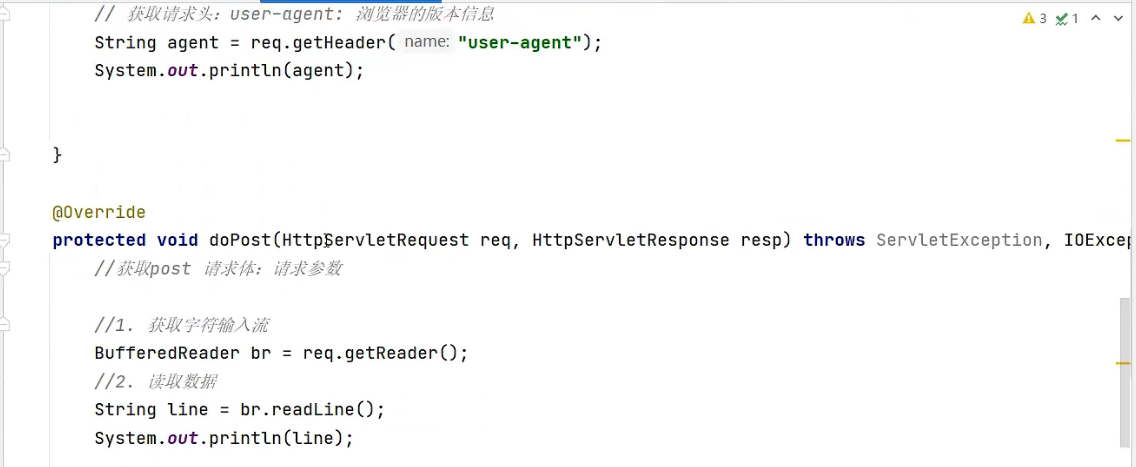 // 获取请求头：user-agent: 浏览器的版本信息
3 1
String agent = req.getHeader( name: "user-agent");
System.out.println(agent);
}
@Override
protected void doPost(HttpServletRequest req, HttpServletResponse resp) throws ServletException, IOExcep
//获取post 请求体：请求参数
//1. 获取字符输入流
BufferedReader br = req.getReader();
//2. 读取数据
String line = br.readLine();
System.out.println(line);